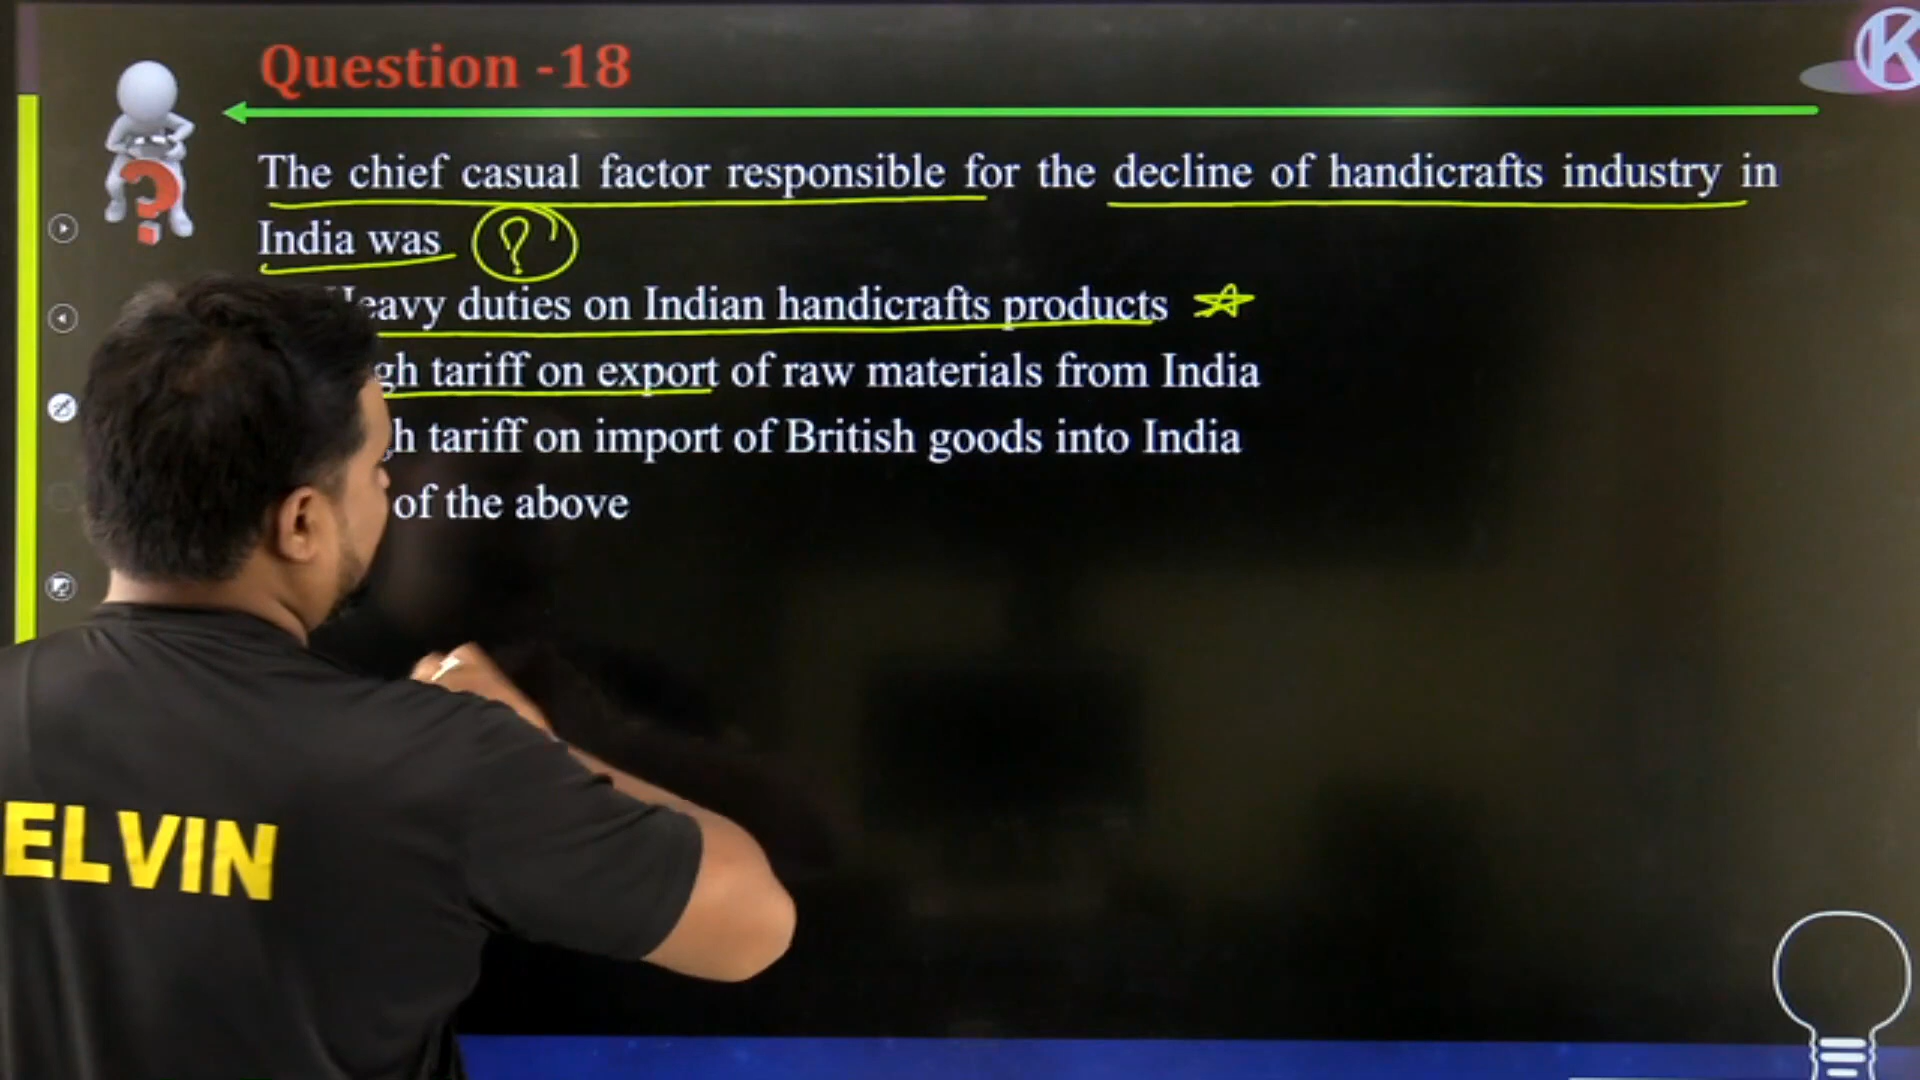 Question -18
The chief casual factor responsible for the decline of handicrafts industry in
India was ?
Heavy duties on Indian handicrafts products
tariff on export of raw materials from India
tariff on import of British goods into India
of the above
K
ELVIN